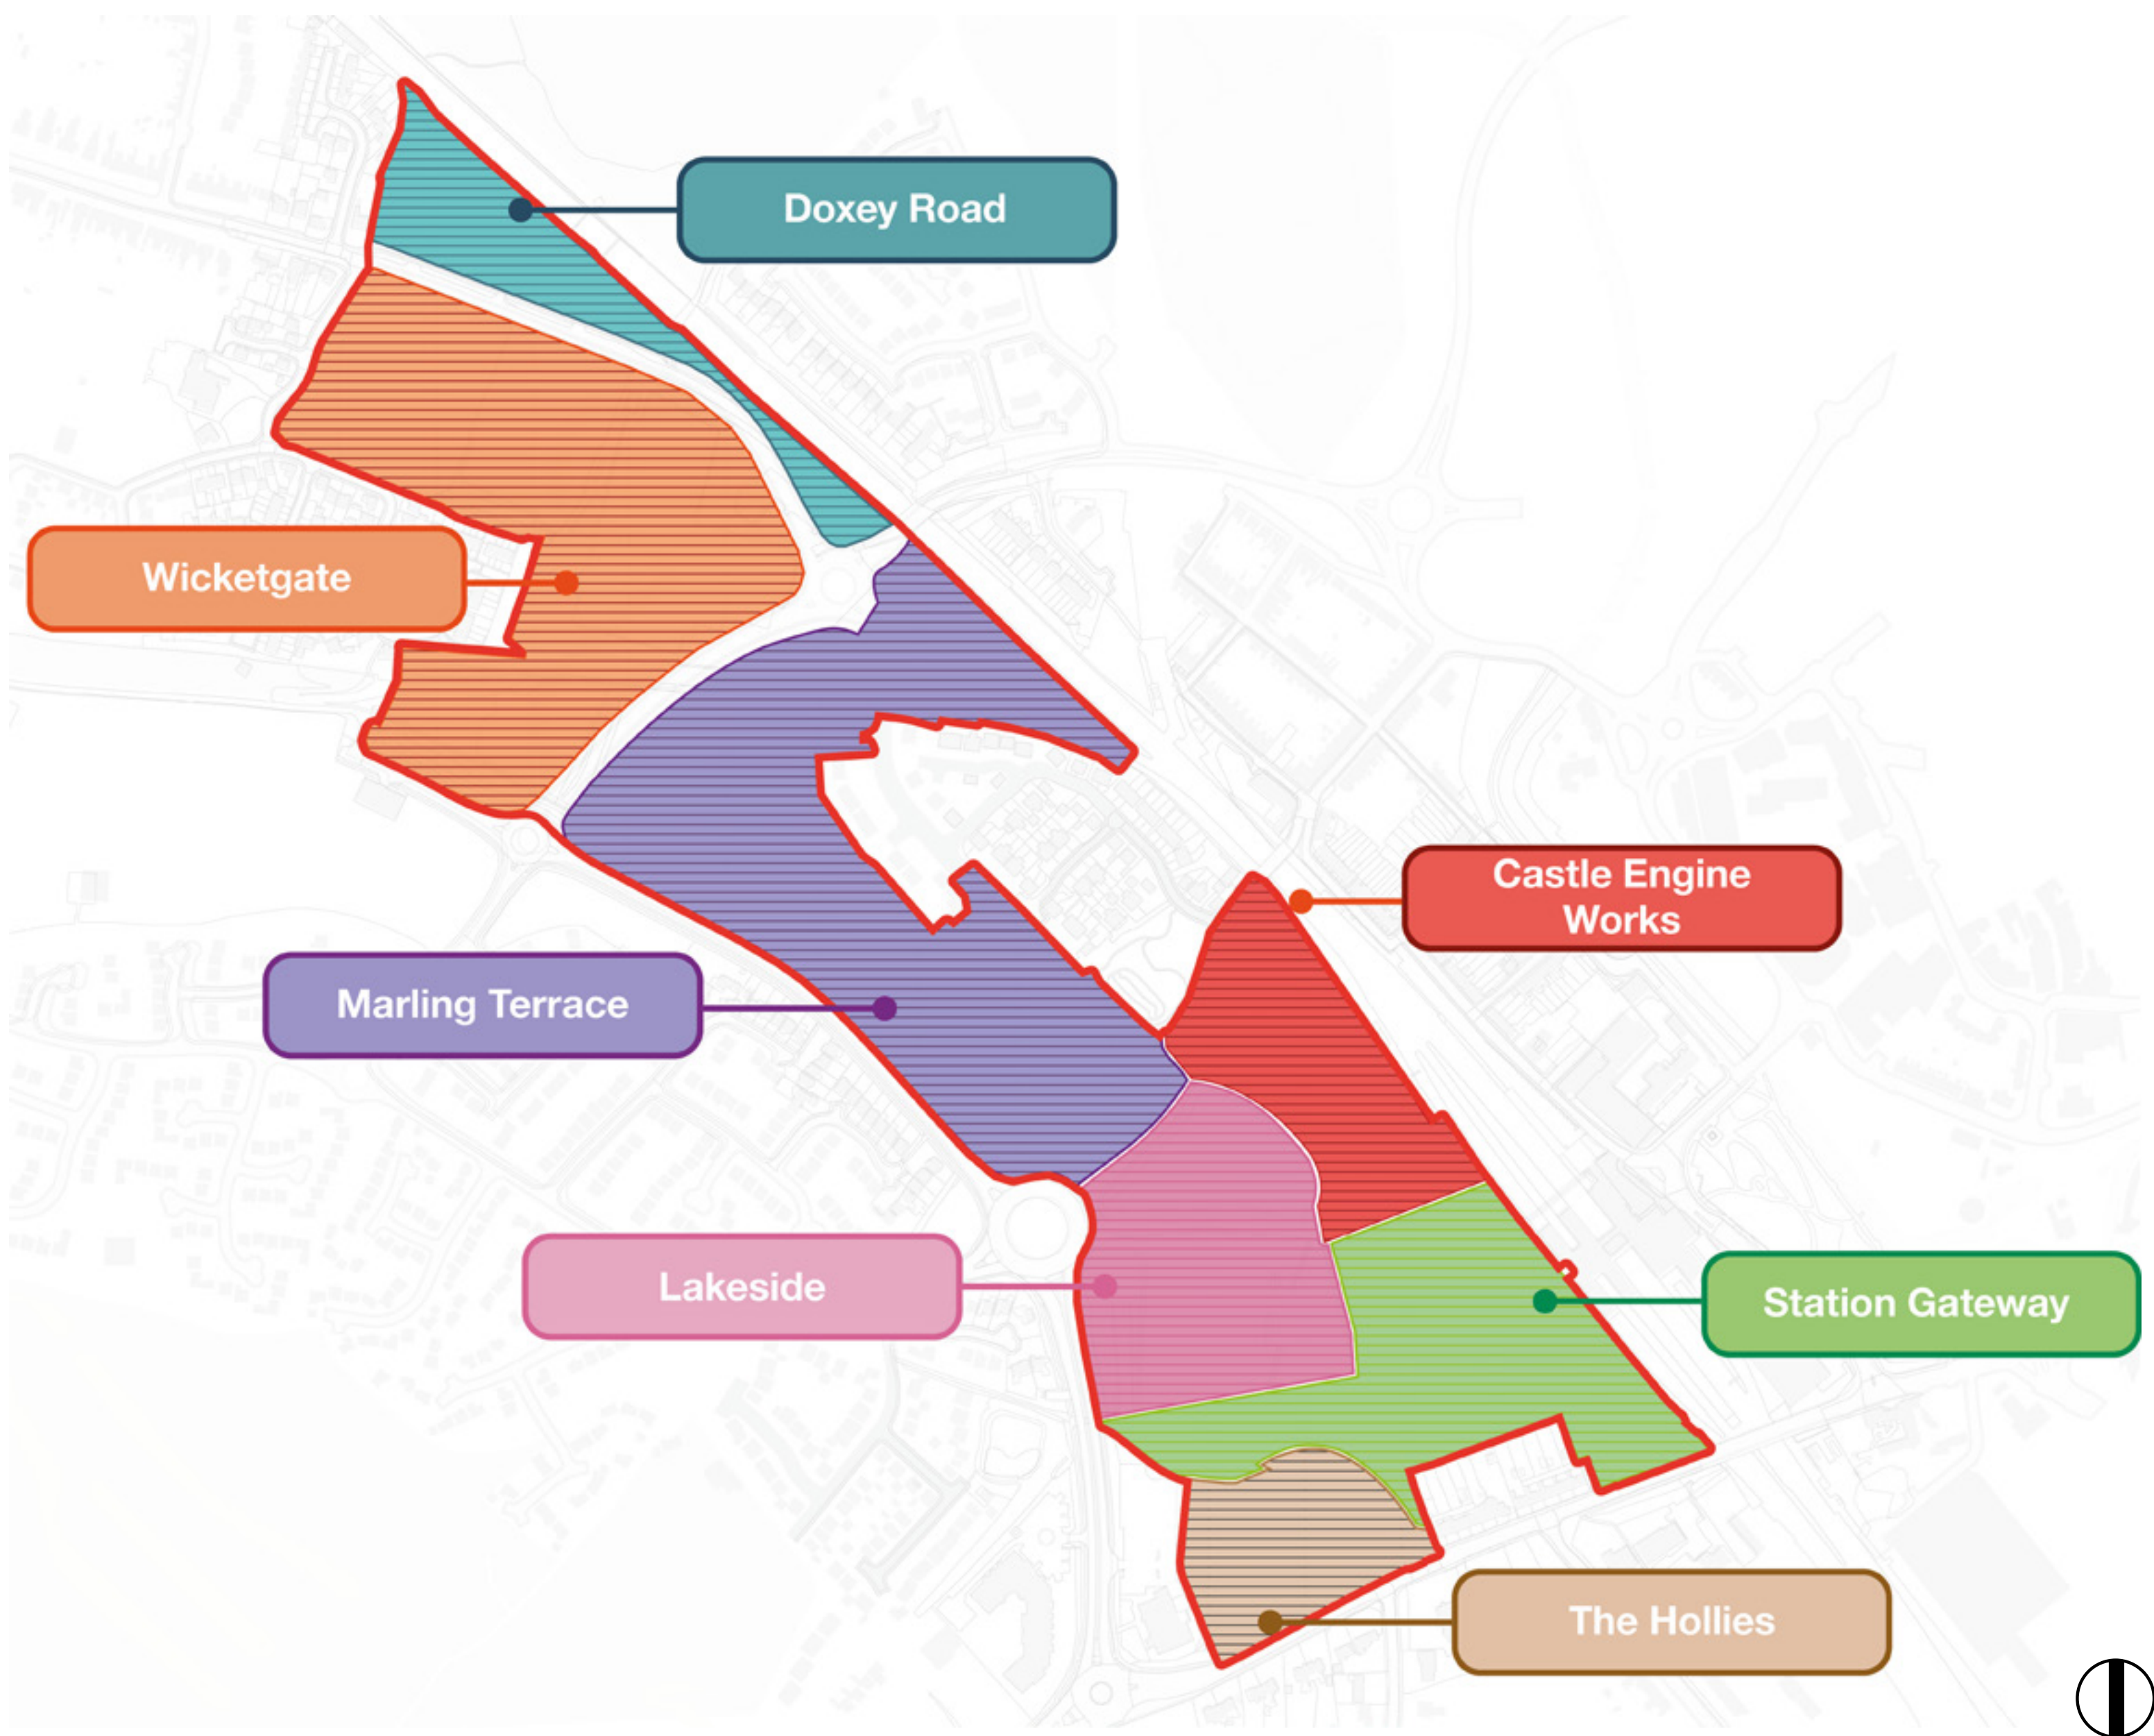 Doxey Road
Wicketgate
Castle Engine
Works
Marling Terrace
Lakeside
Station Gateway
The Hollies